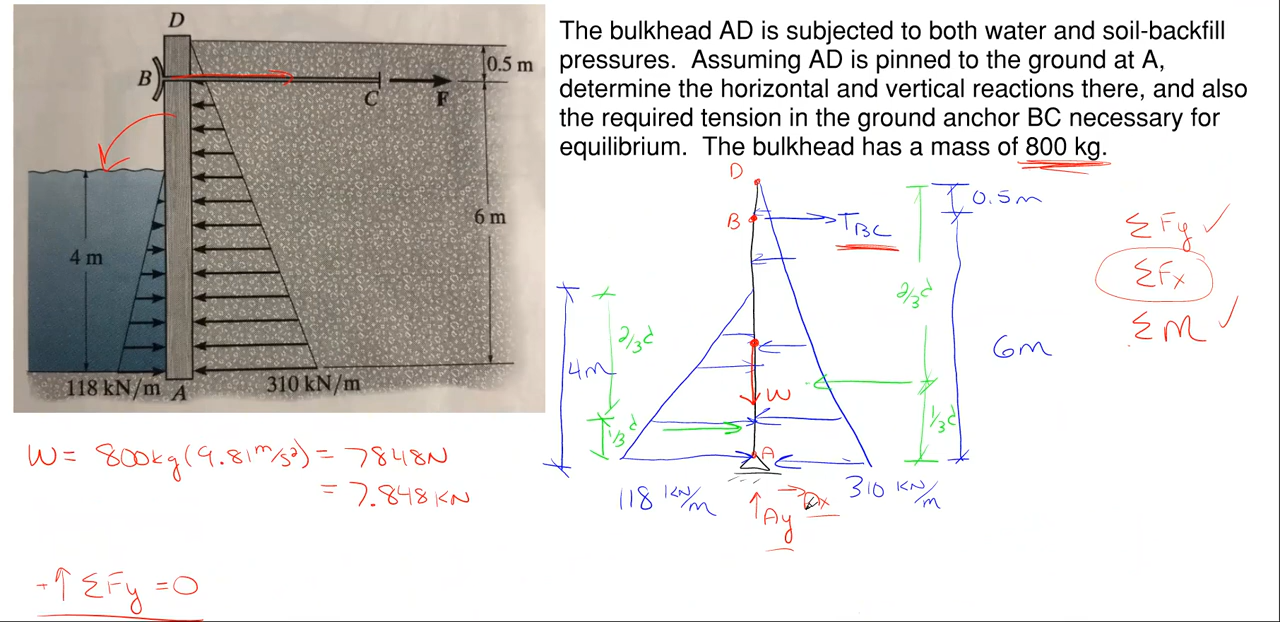 The bulkhead AD is subjected to both water and soil-backfill
pressures. Assuming AD is pinned to the ground at A,
determine the horizontal and vertical reactions there, and also
the required tension in the ground anchor BC necessary for
equilibrium. The bulkhead has a mass of 800 kg.
D
0.5 m
B
C
F
6 m
4 m
118 kN/m
A
310 kN/m
D
0.5m
B
TBC
ΣFy ✓
ΣFx
ΣM ✓
2/3 d
2/3 d
4m
6m
W
1/3 d
1/3 d
A
118 KN/m
Ay
Ax
310 KN/m
W = 800kg(9.81 m/s²) = 7848N
= 7.848KN
+↑ ΣFy = 0